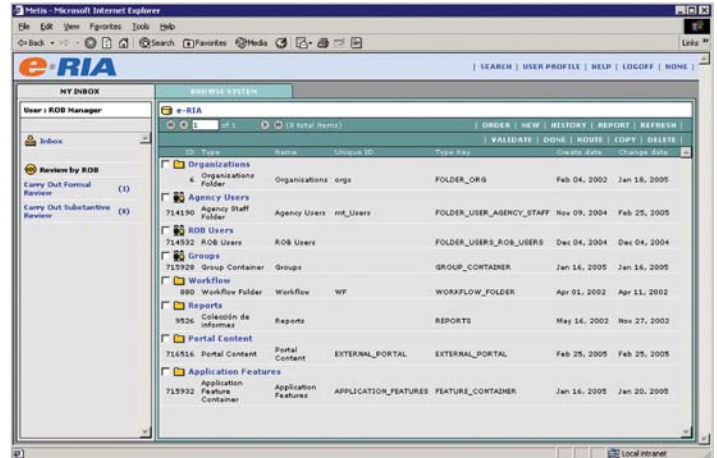 Metis - Microsoft Internet Explorer
File Edit View Favorites Tools Help
Back Search Favorites Media Links
e-RIA
| SEARCH | USER PROFILE | HELP | LOGOFF | HOME |
MY INBOX BROWSE SYSTEM
User : ROB Manager
Inbox
Review by ROB
Carry Out Formal Review (1)
Carry Out Substantive Review (8)
e-RIA
1 of 1 (8 total items) | ORDER | NEW | HISTORY | REPORT | REFRESH |
| VALIDATE | DONE | ROUTE | COPY | DELETE |
ID Type Name Unique ID Type Key Create date Change date
Organizations
6 Organizations Folder Organizations orgs FOLDER_ORG Feb 04, 2002 Jan 18, 2005
Agency Users
714190 Agency Staff Folder Agency Users mt_Users FOLDER_USER_AGENCY_STAFF Nov 09, 2004 Feb 25, 2005
ROB Users
714532 ROB Users ROB Users FOLDER_USERS_ROB_USERS Dec 04, 2004 Dec 04, 2004
Groups
715928 Group Container Groups GROUP_CONTAINER Jan 16, 2005 Jan 16, 2005
Workflow
880 Workflow Folder Workflow WF WORKFLOW_FOLDER Apr 01, 2002 Apr 11, 2002
Reports
9526 Colección de informes Reports REPORTS May 16, 2002 Nov 27, 2002
Portal Content
716516 Portal Content Portal Content EXTERNAL_PORTAL EXTERNAL_PORTAL Feb 25, 2005 Feb 25, 2005
Application Features
715932 Application Feature Container Application Features APPLICATION_FEATURES FEATURE_CONTAINER Jan 16, 2005 Jan 20, 2005
Local intranet